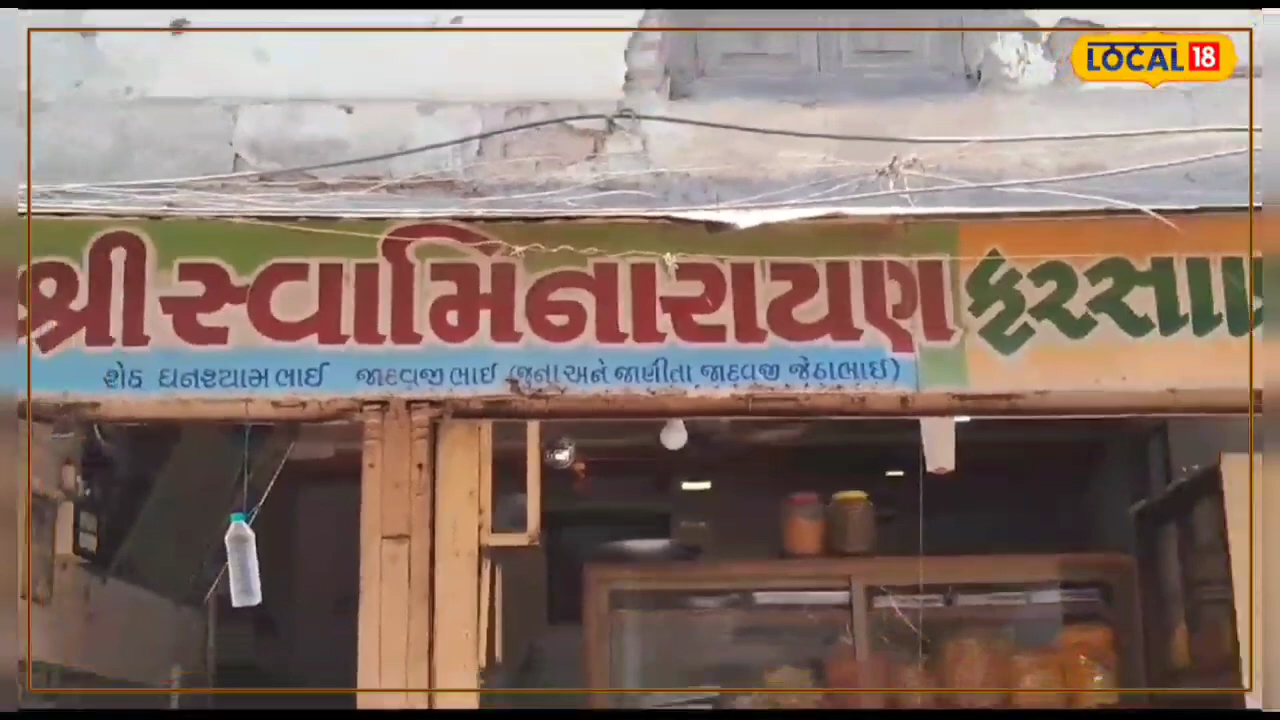 LOCAL 18
શ્રી સ્વામિનારાયણ ફરસાણ
શેઠ ઘનશ્યામભાઈ જાદવજીભાઈ (જુના અને જાણીતા જાદવજી જેઠાભાઈ)